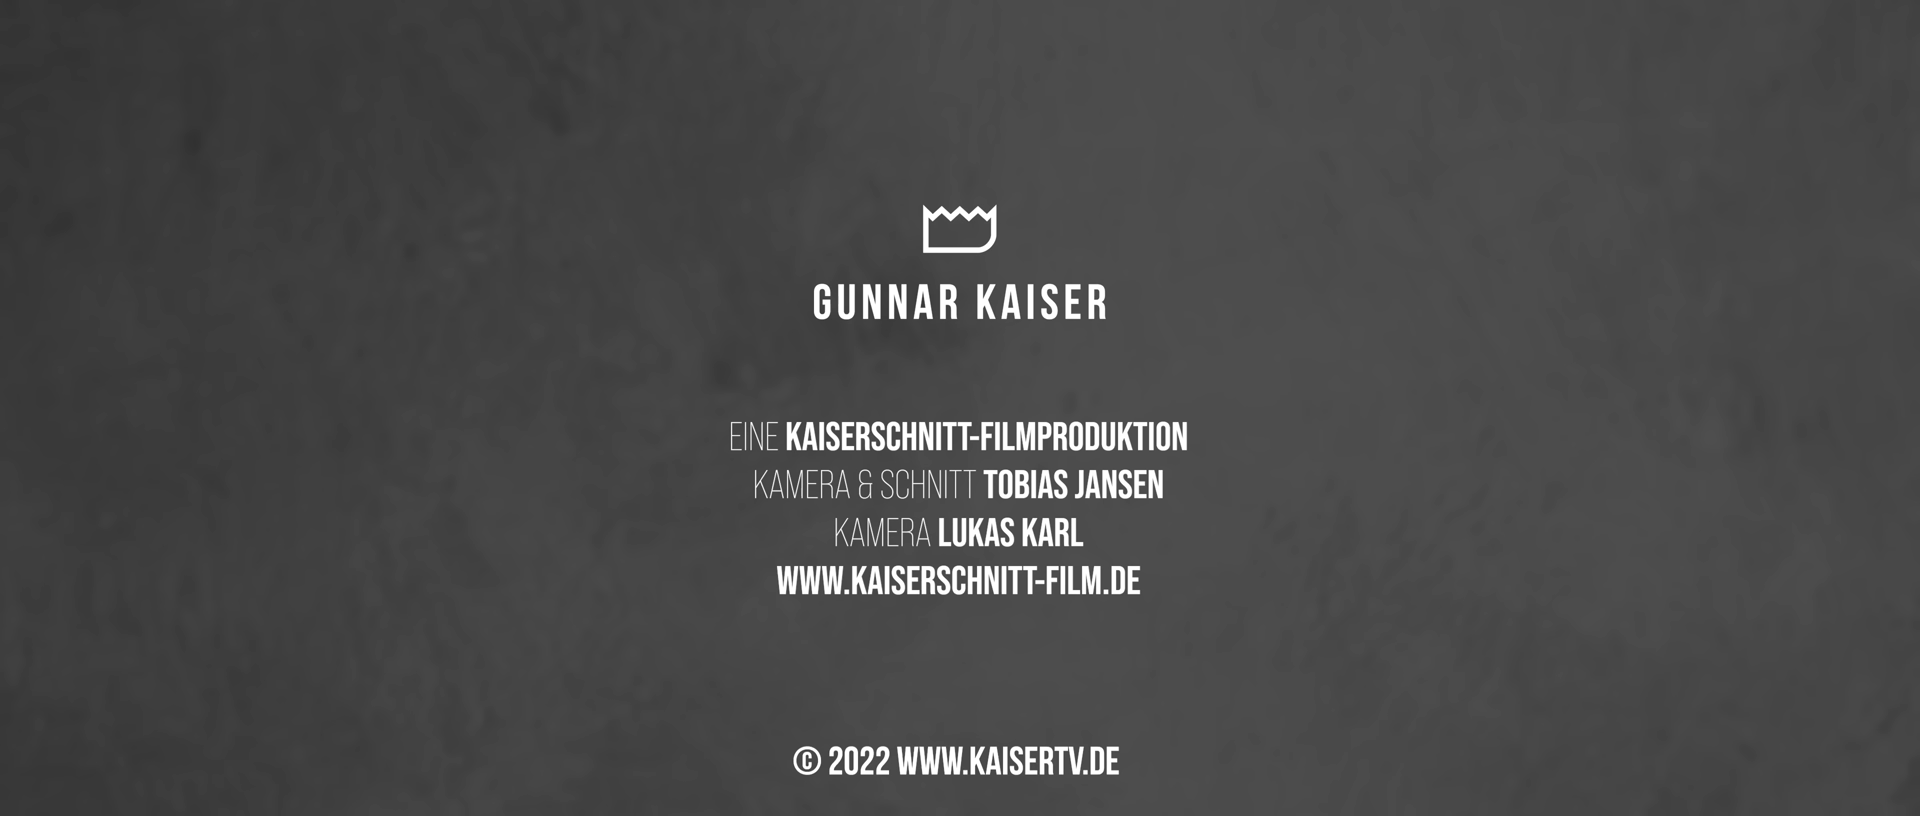 GUNNAR KAISER
EINE KAISERSCHNITT-FILMPRODUKTION
KAMERA & SCHNITT TOBIAS JANSEN
KAMERA LUKAS KARL
WWW.KAISERSCHNITT-FILM.DE
© 2022 WWW.KAISERTV.DE